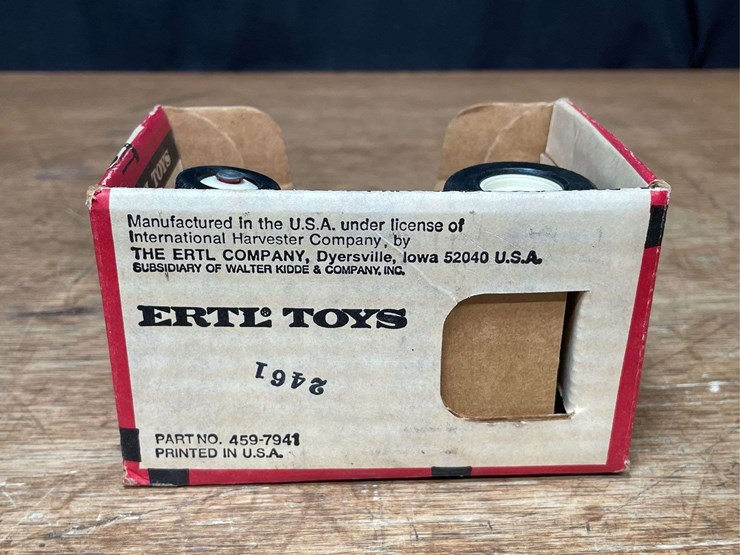 Manufactured in the U.S.A. under license of
International Harvester Company, by
THE ERTL COMPANY, Dyersville, Iowa 52040 U.S.A.
SUBSIDIARY OF WALTER KIDDE & COMPANY, INC.
ERTL® TOYS
2461
PART NO. 459-7941
PRINTED IN U.S.A.
TOYS